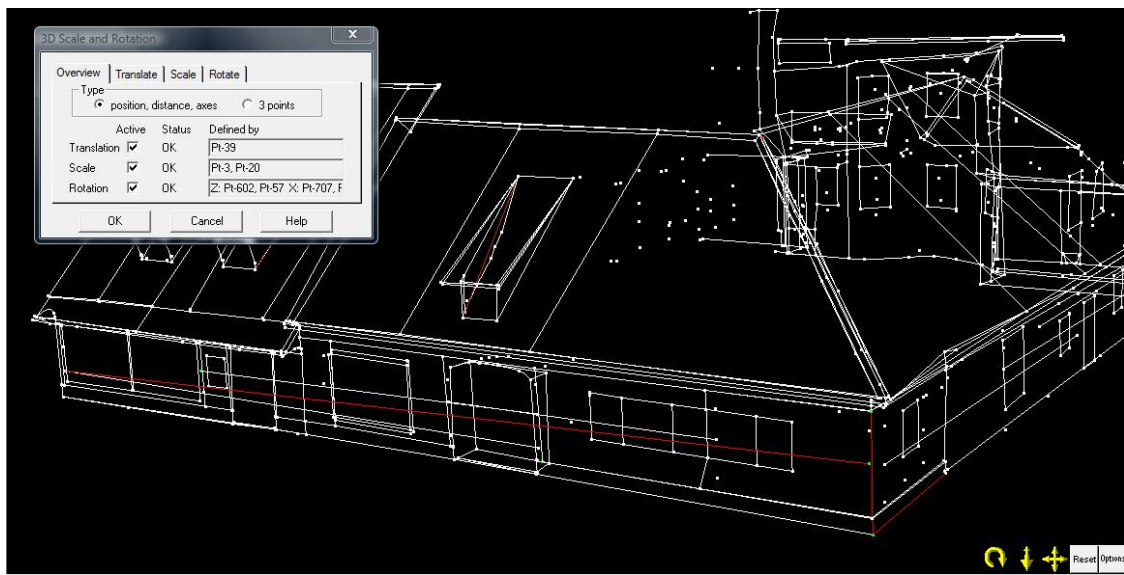 3D Scale and Rotation
X
Overview Translate Scale Rotate
Type
position, distance, axes 3 points
Active Status Defined by
Translation OK Pt-39
Scale OK Pt-3, Pt-20
Rotation OK Z: Pt-602, Pt-57 X: Pt-707, F
OK Cancel Help
Reset Options